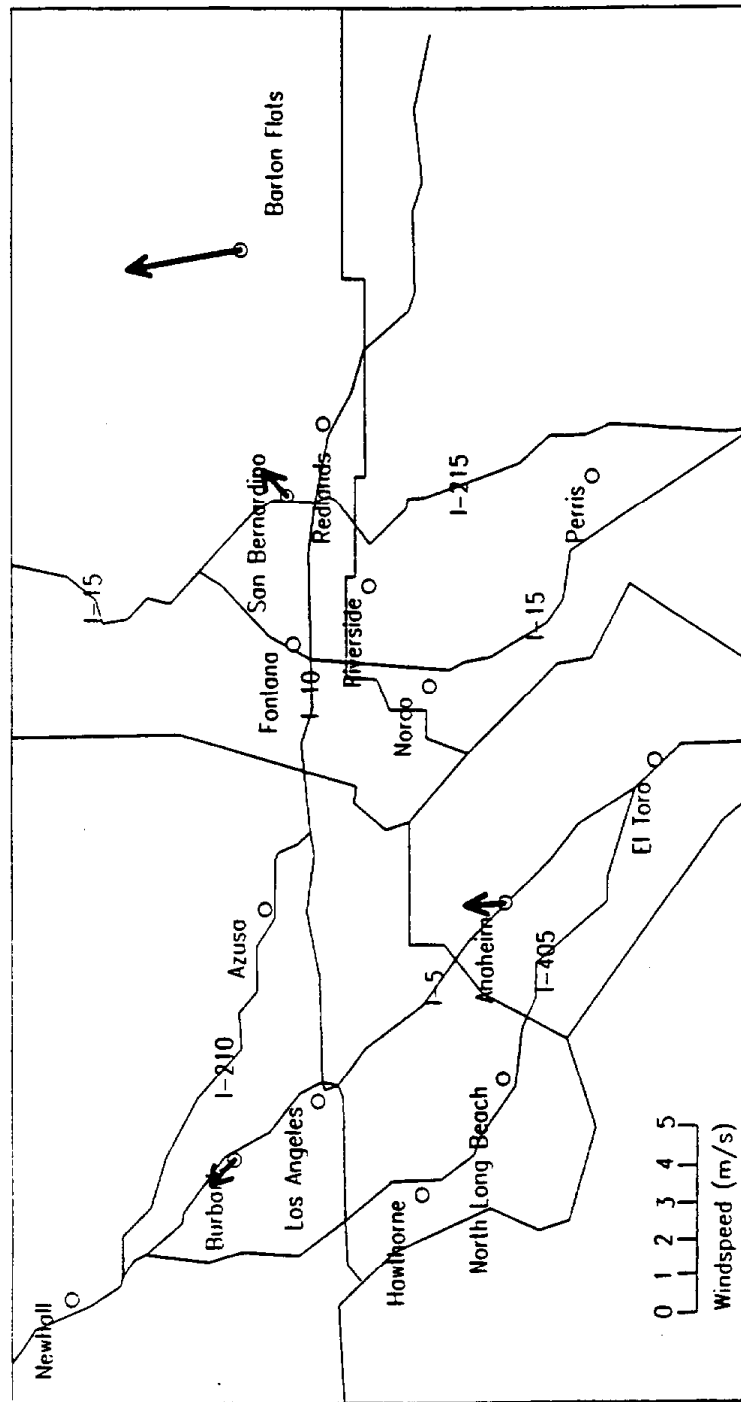 Newhall
I-15
Barton Flats
Burban
I-210
Azusa
San Bernardino
Los Angeles
Fontana
I-10
Redlands
Riverside
Hawthorne
I-5
Norco
I-215
North Long Beach
Anaheim
I-405
I-15
Perris
El Toro
0 1 2 3 4 5
Windspeed (m/s)